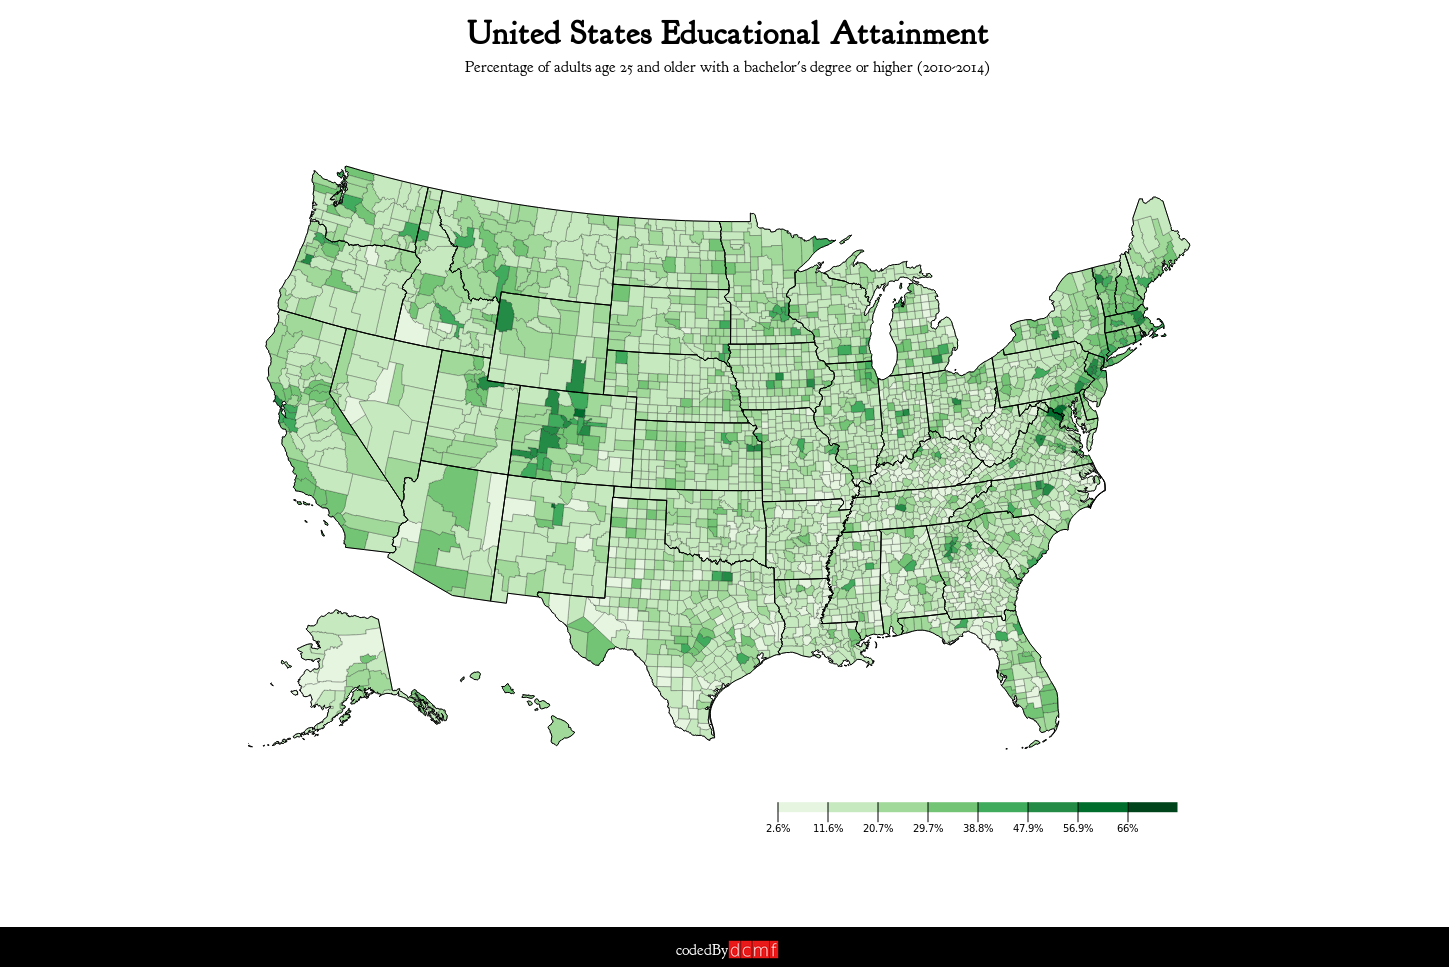 United States Educational Attainment
Percentage of adults age 25 and older with a bachelor's degree or higher (2010-2014)
2.6% 11.6% 20.7% 29.7% 38.8% 47.9% 56.9% 66%
codedBy dcmf